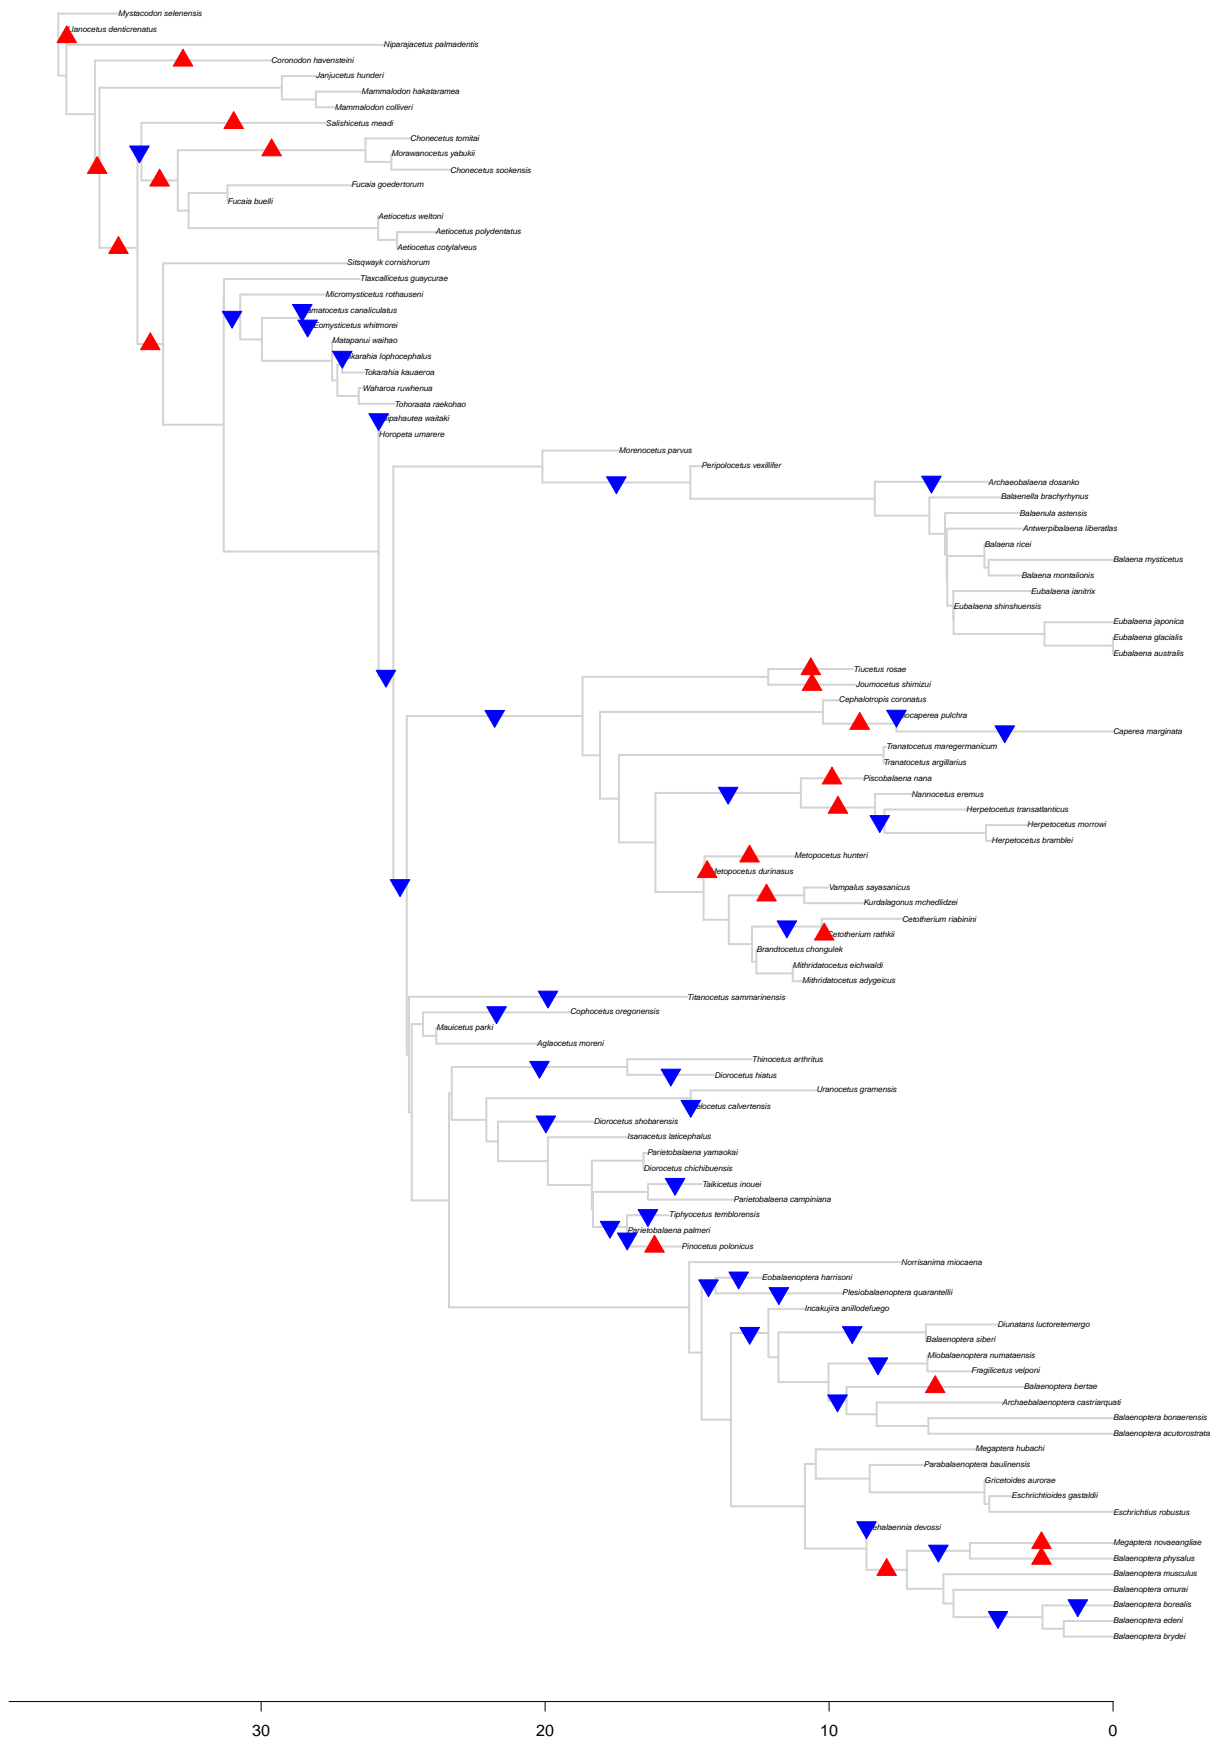 Mystacodon selenensis
Llanocetus denticrenatus
Niparajacetus palmadentis
Coronodon havensteini
Janjucetus hunderi
Mammalodon hakataramea
Mammalodon colliveri
Salishicetus meadi
Chonecetus tomitai
Morawanocetus yabukii
Chonecetus sookensis
Fucaia goedertorum
Fucaia buelli
Aetiocetus weltoni
Aetiocetus polydentatus
Aetiocetus cotylalveus
Sitsqwayk cornishorum
Tlaxcallicetus guaycurae
Micromysticetus rothauseni
canaliculatus
Eomysticetus whitmorei
Matapanui waihao
lophocephalus
Tokarahia kauaeroa
Waharoa ruwhenua
Tohoraata raekohao
waitaki
Horopeta umarere
Morenocetus parvus
Peripolocetus vexillifer
Archaeobalaena dosanko
Balaenella brachyrhynus
Balaenula astensis
Antwerpibalaena liberatlas
Balaena ricei
Balaena mysticetus
Balaena montalionis
Eubalaena ianitrix
Eubalaena shinshuensis
Eubalaena japonica
Eubalaena glacialis
Eubalaena australis
Tiucetus rosae
Joumocetus shimizui
Cephalotropis coronatus
pulchra
Caperea marginata
Tranatocetus maregermanicum
Tranatocetus argillarius
Piscobalaena nana
Nannocetus eremus
Herpetocetus transatlanticus
Herpetocetus morrowi
Herpetocetus bramblei
Metopocetus hunteri
Metopocetus durinasus
Vampalus sayasanicus
Kurdalagonus mchedlidzei
Cetotherium riabinini
Cetotherium rathkii
Brandtocetus chongulek
Mithridatocetus eichwaldi
Mithridatocetus adygeicus
Titanocetus sammarinensis
Cophocetus oregonensis
Mauicetus parki
Aglaocetus moreni
Thinocetus arthritus
Diorocetus hiatus
Uranocetus gramensis
calvertensis
Diorocetus shobarensis
Isanacetus laticephalus
Parietobalaena yamaokai
Diorocetus chichibuensis
Taikicetus inouei
Parietobalaena campiniana
Tiphyocetus temblorensis
Parietobalaena palmeri
Pinocetus polonicus
Norrisanima miocaena
Eobalaenoptera harrisoni
Plesiobalaenoptera quarantellii
Incakujira anillodefuego
Diunatans luctoretemergo
Balaenoptera siberi
Miobalaenoptera numataensis
Fragilicetus velponi
Balaenoptera bertae
Archaebalaenoptera castriarquati
Balaenoptera bonaerensis
Balaenoptera acutorostrata
Megaptera hubachi
Parabalaenoptera baulinensis
Gricetoides aurorae
Eschrichtioides gastaldii
Eschrichtius robustus
devossi
Megaptera novaeangliae
Balaenoptera physalus
Balaenoptera musculus
Balaenoptera omurai
Balaenoptera borealis
Balaenoptera edeni
Balaenoptera brydei
30 20 10 0